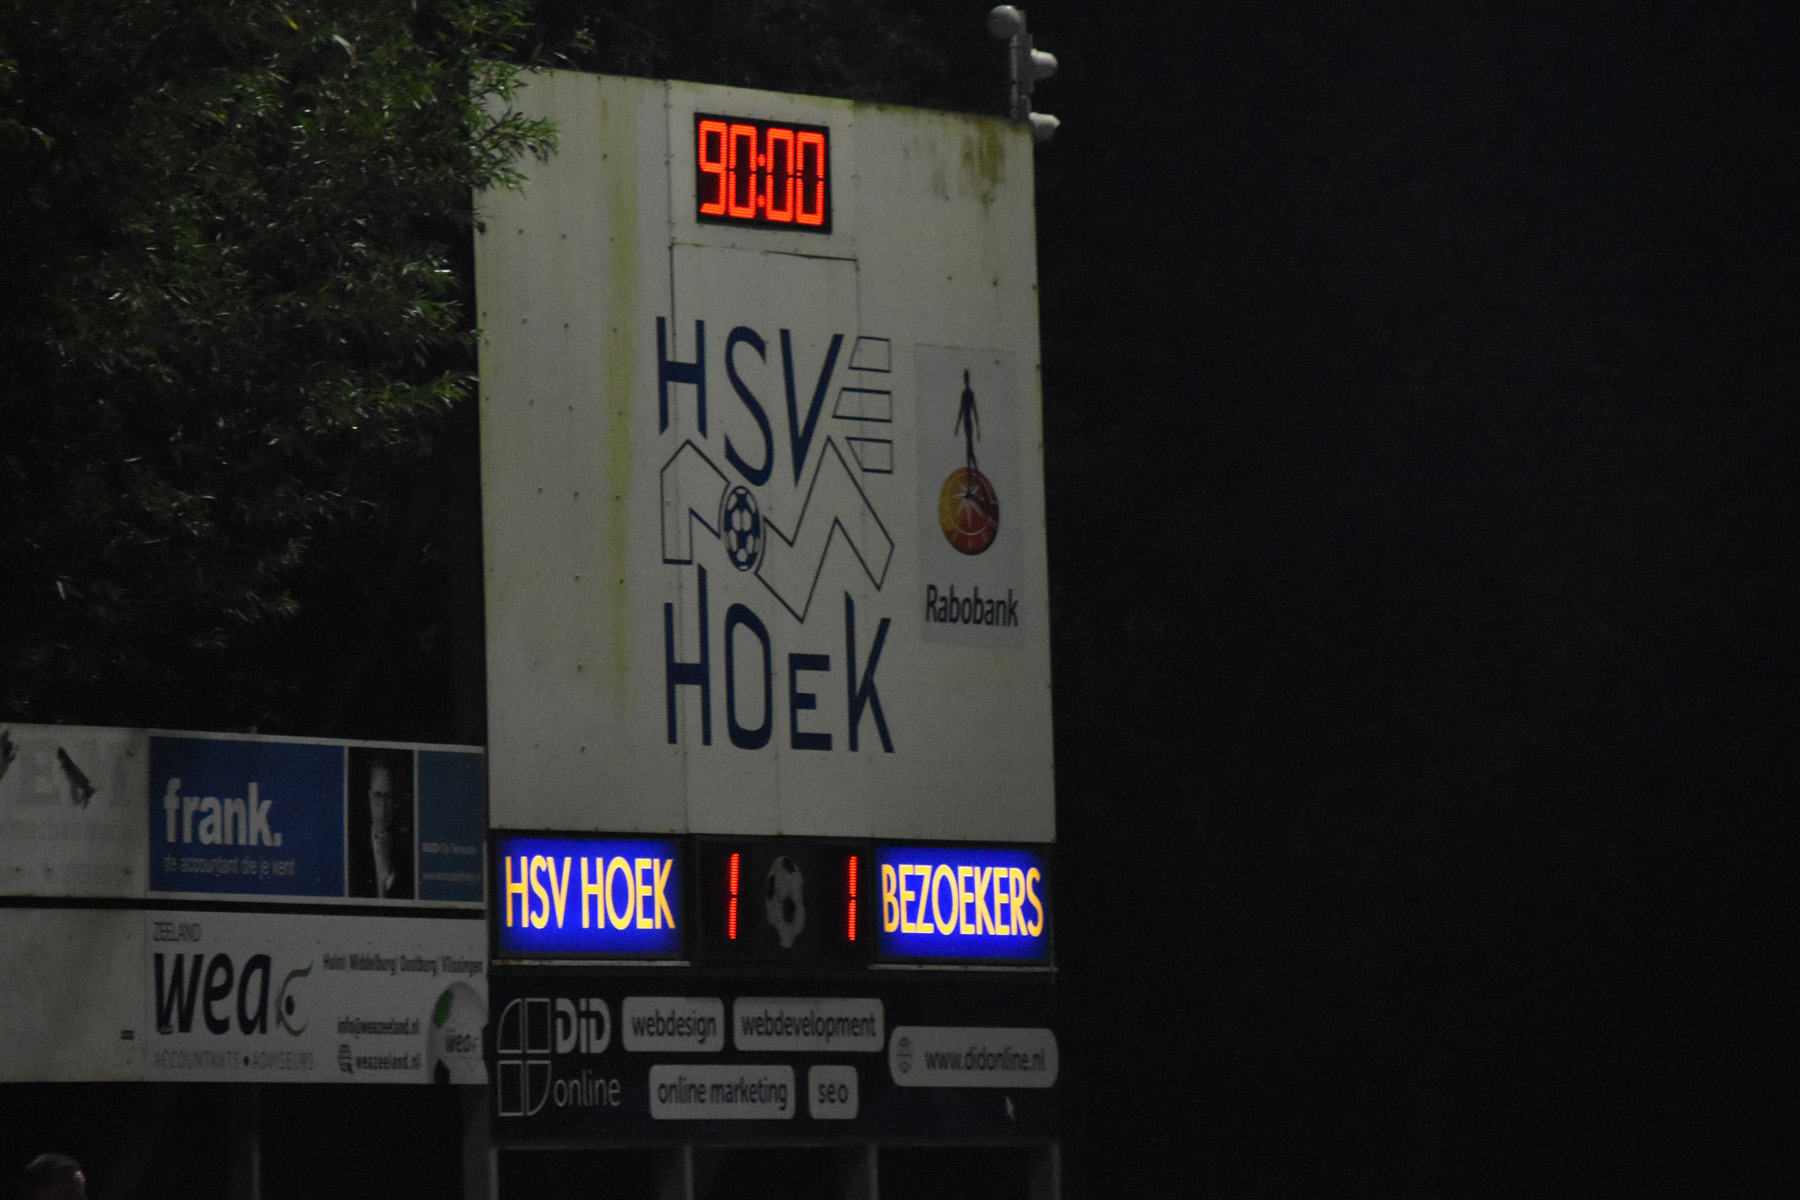 90:00
HSV
HOEK
Rabobank
frank.
de accountant die je kent
HSV HOEK
1
1
BEZOEKERS
ZEELAND
wea
Hulst/ Middelburg/ Oostburg/ Vlissingen
info@weazeeland.nl
weazeeland.nl
ACCOUNTANTS • ADVISEURS
wea
DiD
online
webdesign
webdevelopment
www.didonline.nl
online marketing
seo